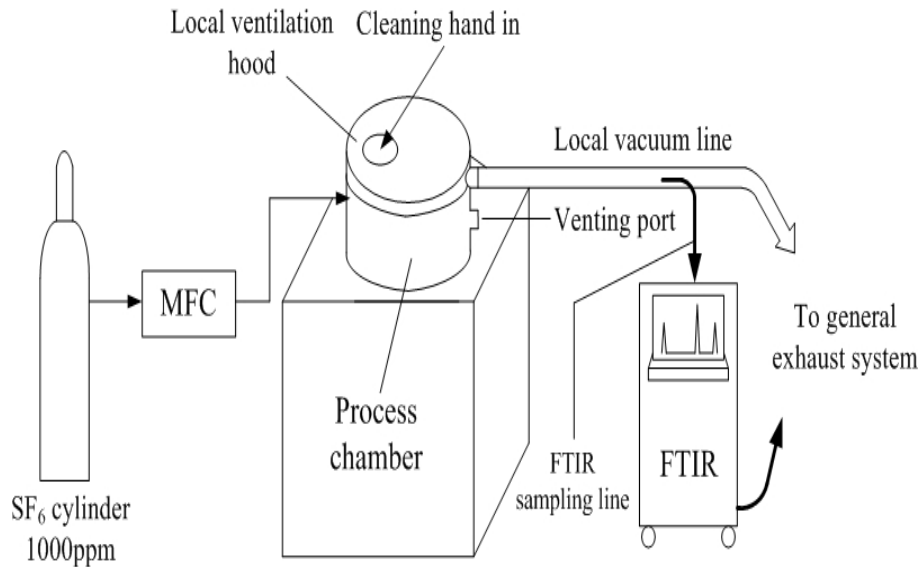 Local ventilation
hood
Cleaning hand in
Local vacuum line
Venting port
MFC
To general
exhaust system
Process
chamber
FTIR
sampling line
FTIR
SF₆ cylinder
1000ppm